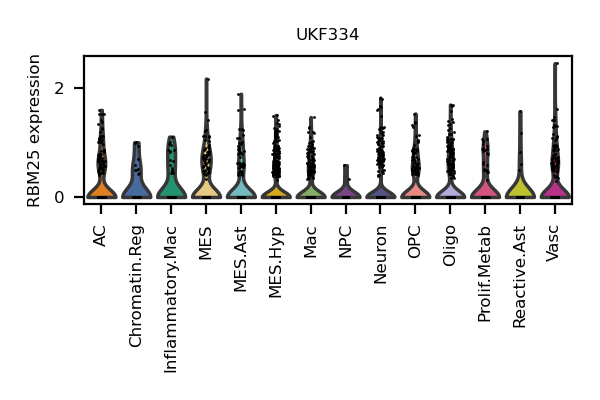 UKF334
RBM25 expression
2
0
AC
Chromatin.Reg
Inflammatory.Mac
MES
MES.Ast
MES.Hyp
Mac
NPC
Neuron
OPC
Oligo
Prolif.Metab
Reactive.Ast
Vasc